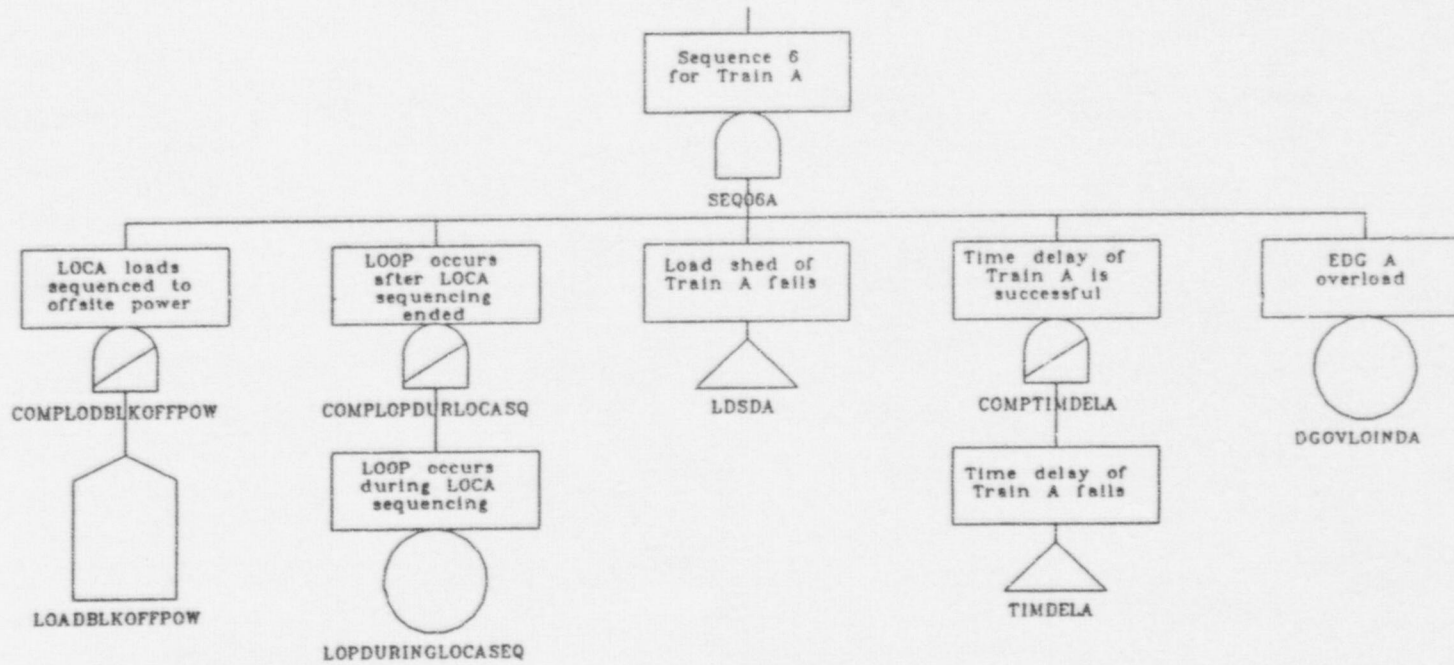 Sequence 6
for Train A
SEQ06A
LOCA loads
sequenced to
offsite power
COMPLODBLKOFFPOW
LOADBLKOFFPOW
LOOP occurs
after LOCA
sequencing
ended
COMPLOPDURLOCASQ
LOOP occurs
during LOCA
sequencing
LOPDURINGLOCASEQ
Load shed of
Train A fails
LDSDA
Time delay of
Train A is
successful
COMPTIMDELA
Time delay of
Train A fails
TIMDELA
EDG A
overload
DGOVLOINDA